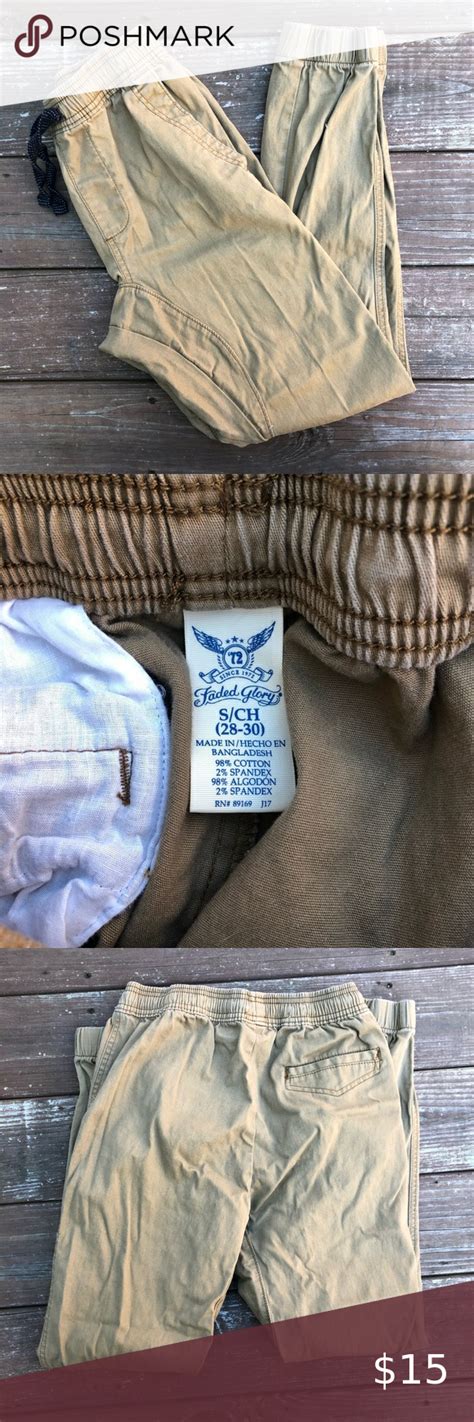 POSHMARK
72
SINCE 1972
Faded Glory
S/CH
(28-30)
MADE IN/HECHO EN
BANGLADESH
98% COTTON
2% SPANDEX
98% ALGODÓN
2% SPANDEX
RN# 89169 J17
$15